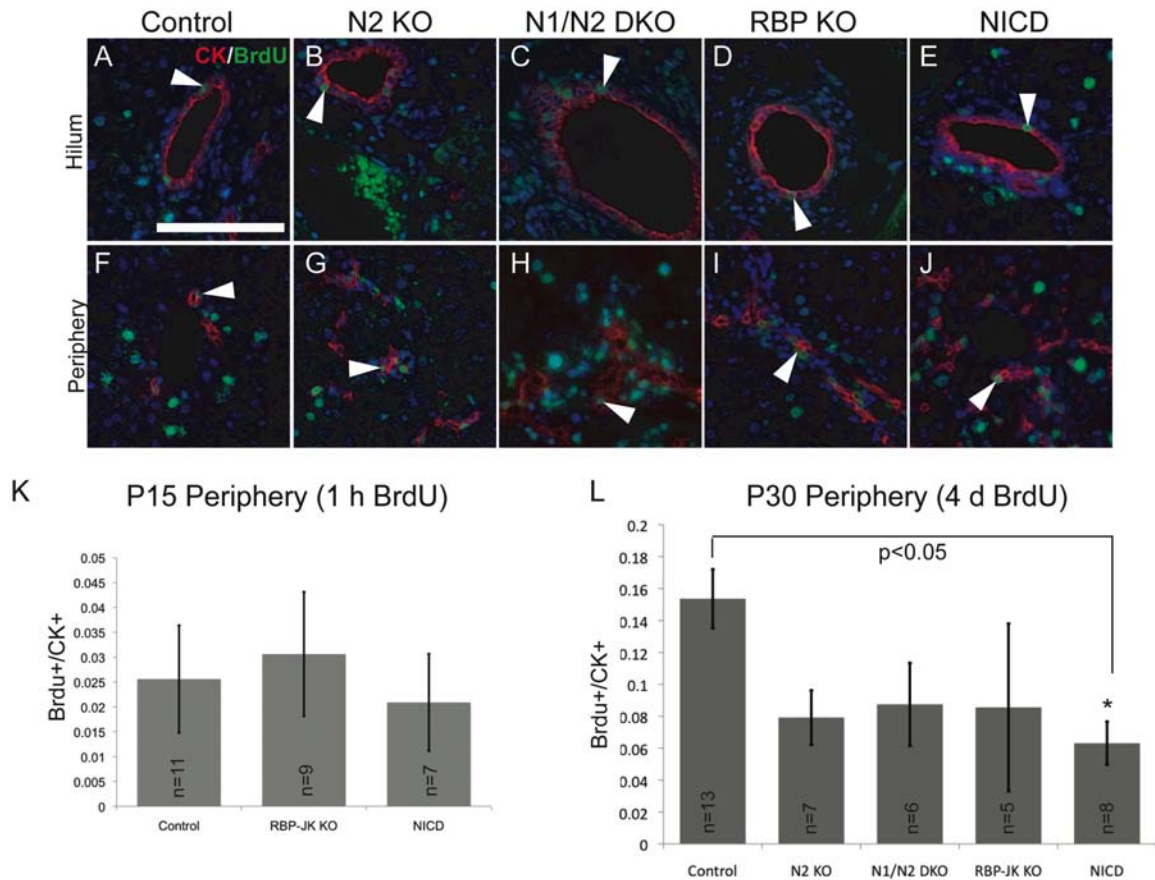 Control N2 KO N1/N2 DKO RBP KO NICD
A CK/BrdU B C D E
Hilum
F G H I J
Periphery
K P15 Periphery (1 h BrdU)
Brdu+/CK+
0.05
0.045
0.04
0.035
0.03
0.025
0.02
0.015
0.01
0.005
0
n=11 n=9 n=7
Control RBP-JK KO NICD
L P30 Periphery (4 d BrdU)
Brdu+/CK+
0.2
0.18
0.16
0.14
0.12
0.1
0.08
0.06
0.04
0.02
0
p<0.05
*
n=13 n=7 n=6 n=5 n=8
Control N2 KO N1/N2 DKO RBP-JK KO NICD